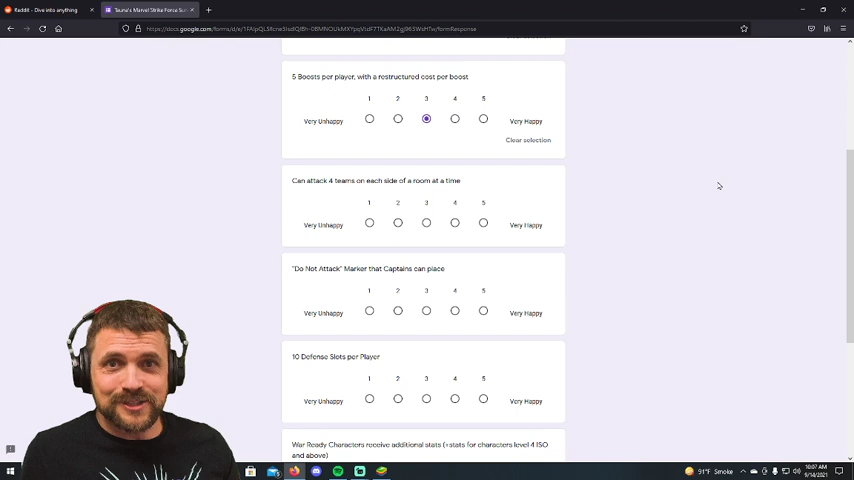 Reddit - Dive into anything
Tauna's Marvel Strike Force Su
5 Boosts per player, with a restructured cost per boost
1 2 3 4 5
Very Unhappy Very Happy
Clear selection
Can attack 4 teams on each side of a room at a time
1 2 3 4 5
Very Unhappy Very Happy
"Do Not Attack" Marker that Captains can place
1 2 3 4 5
Very Unhappy Very Happy
10 Defense Slots per Player
1 2 3 4 5
Very Unhappy Very Happy
War Ready Characters receive additional stats (+stats for characters level 4 ISO
and above)
91°F Smoke
10:07 AM
9/14/2021